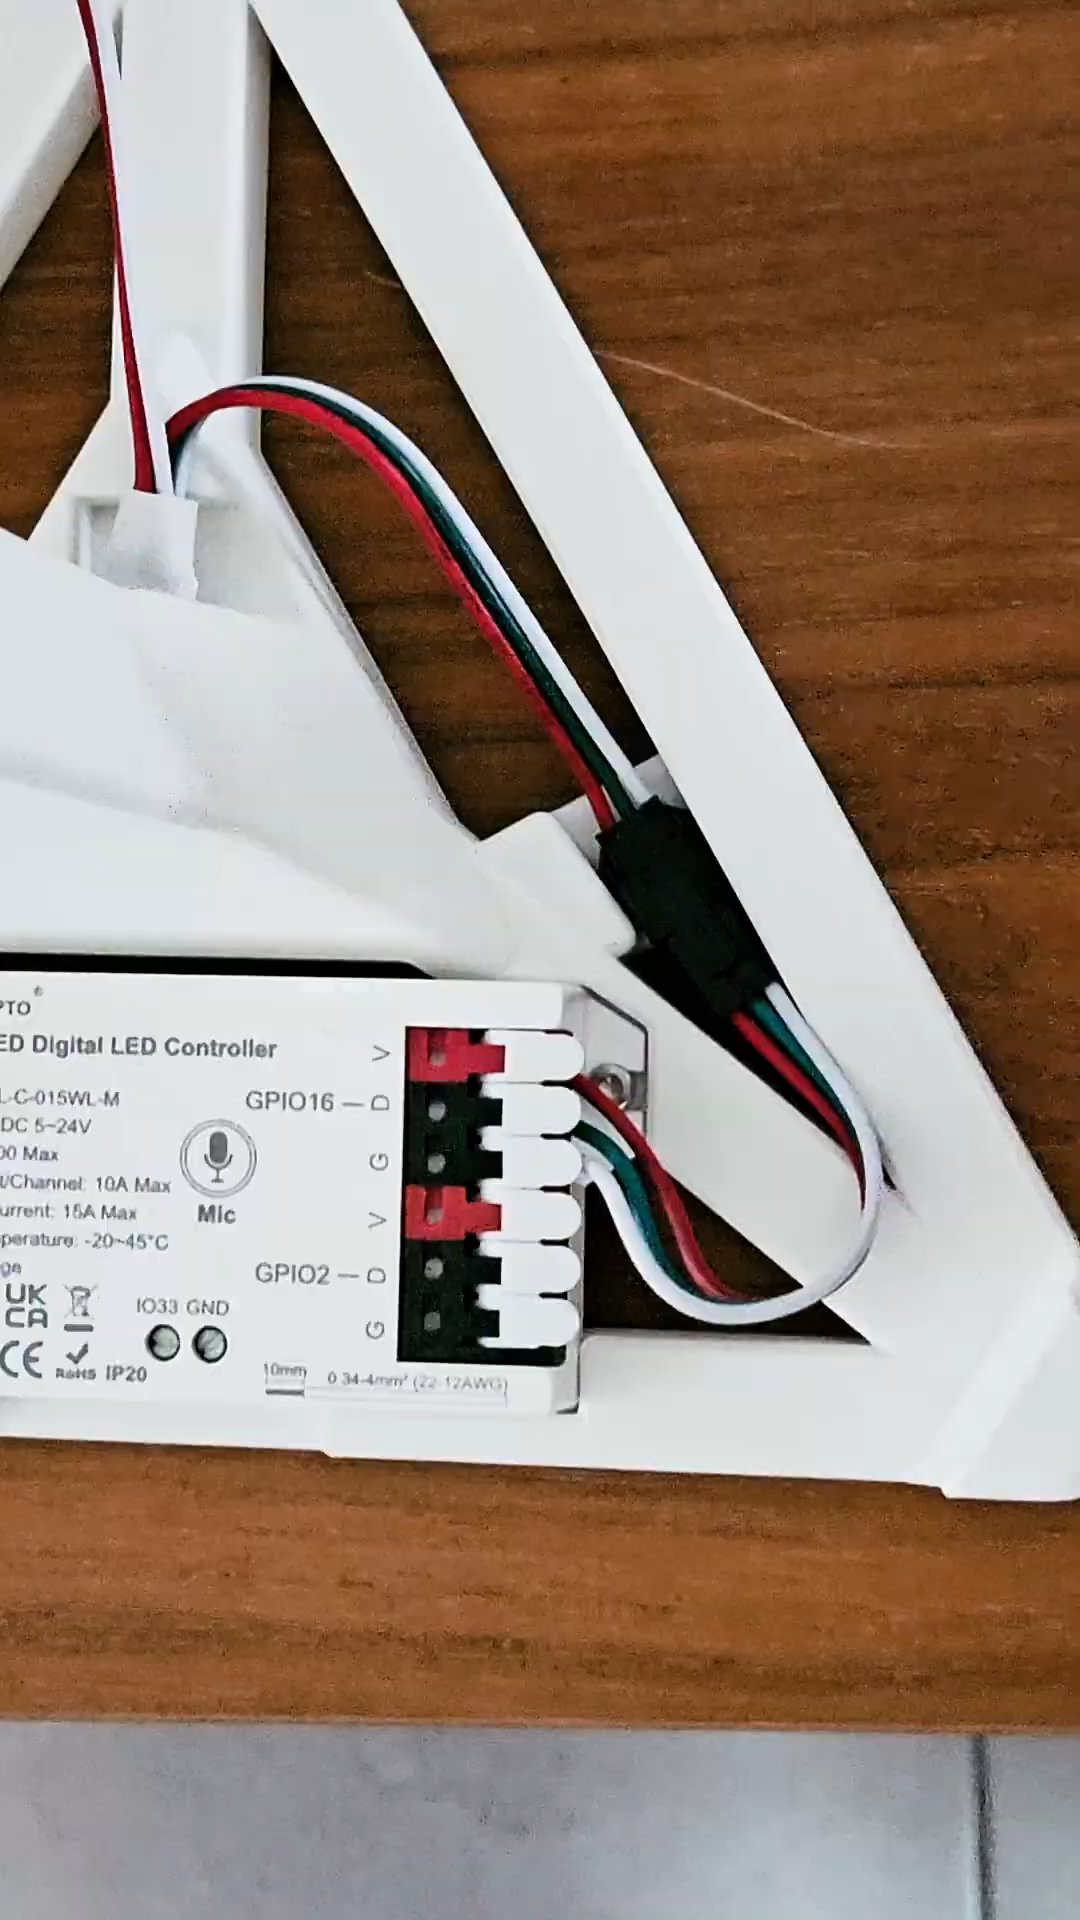 PTO®
ED Digital LED Controller
L-C-015WL-M
DC 5~24V
00 Max
t/Channel: 10A Max
urrent: 15A Max
perature: -20~45°C
ge
Mic
V
GPIO16 — D
G
V
GPIO2 — D
G
IO33 GND
UK
CA
CE
RoHS IP20
10mm
0.34-4mm² (22-12AWG)